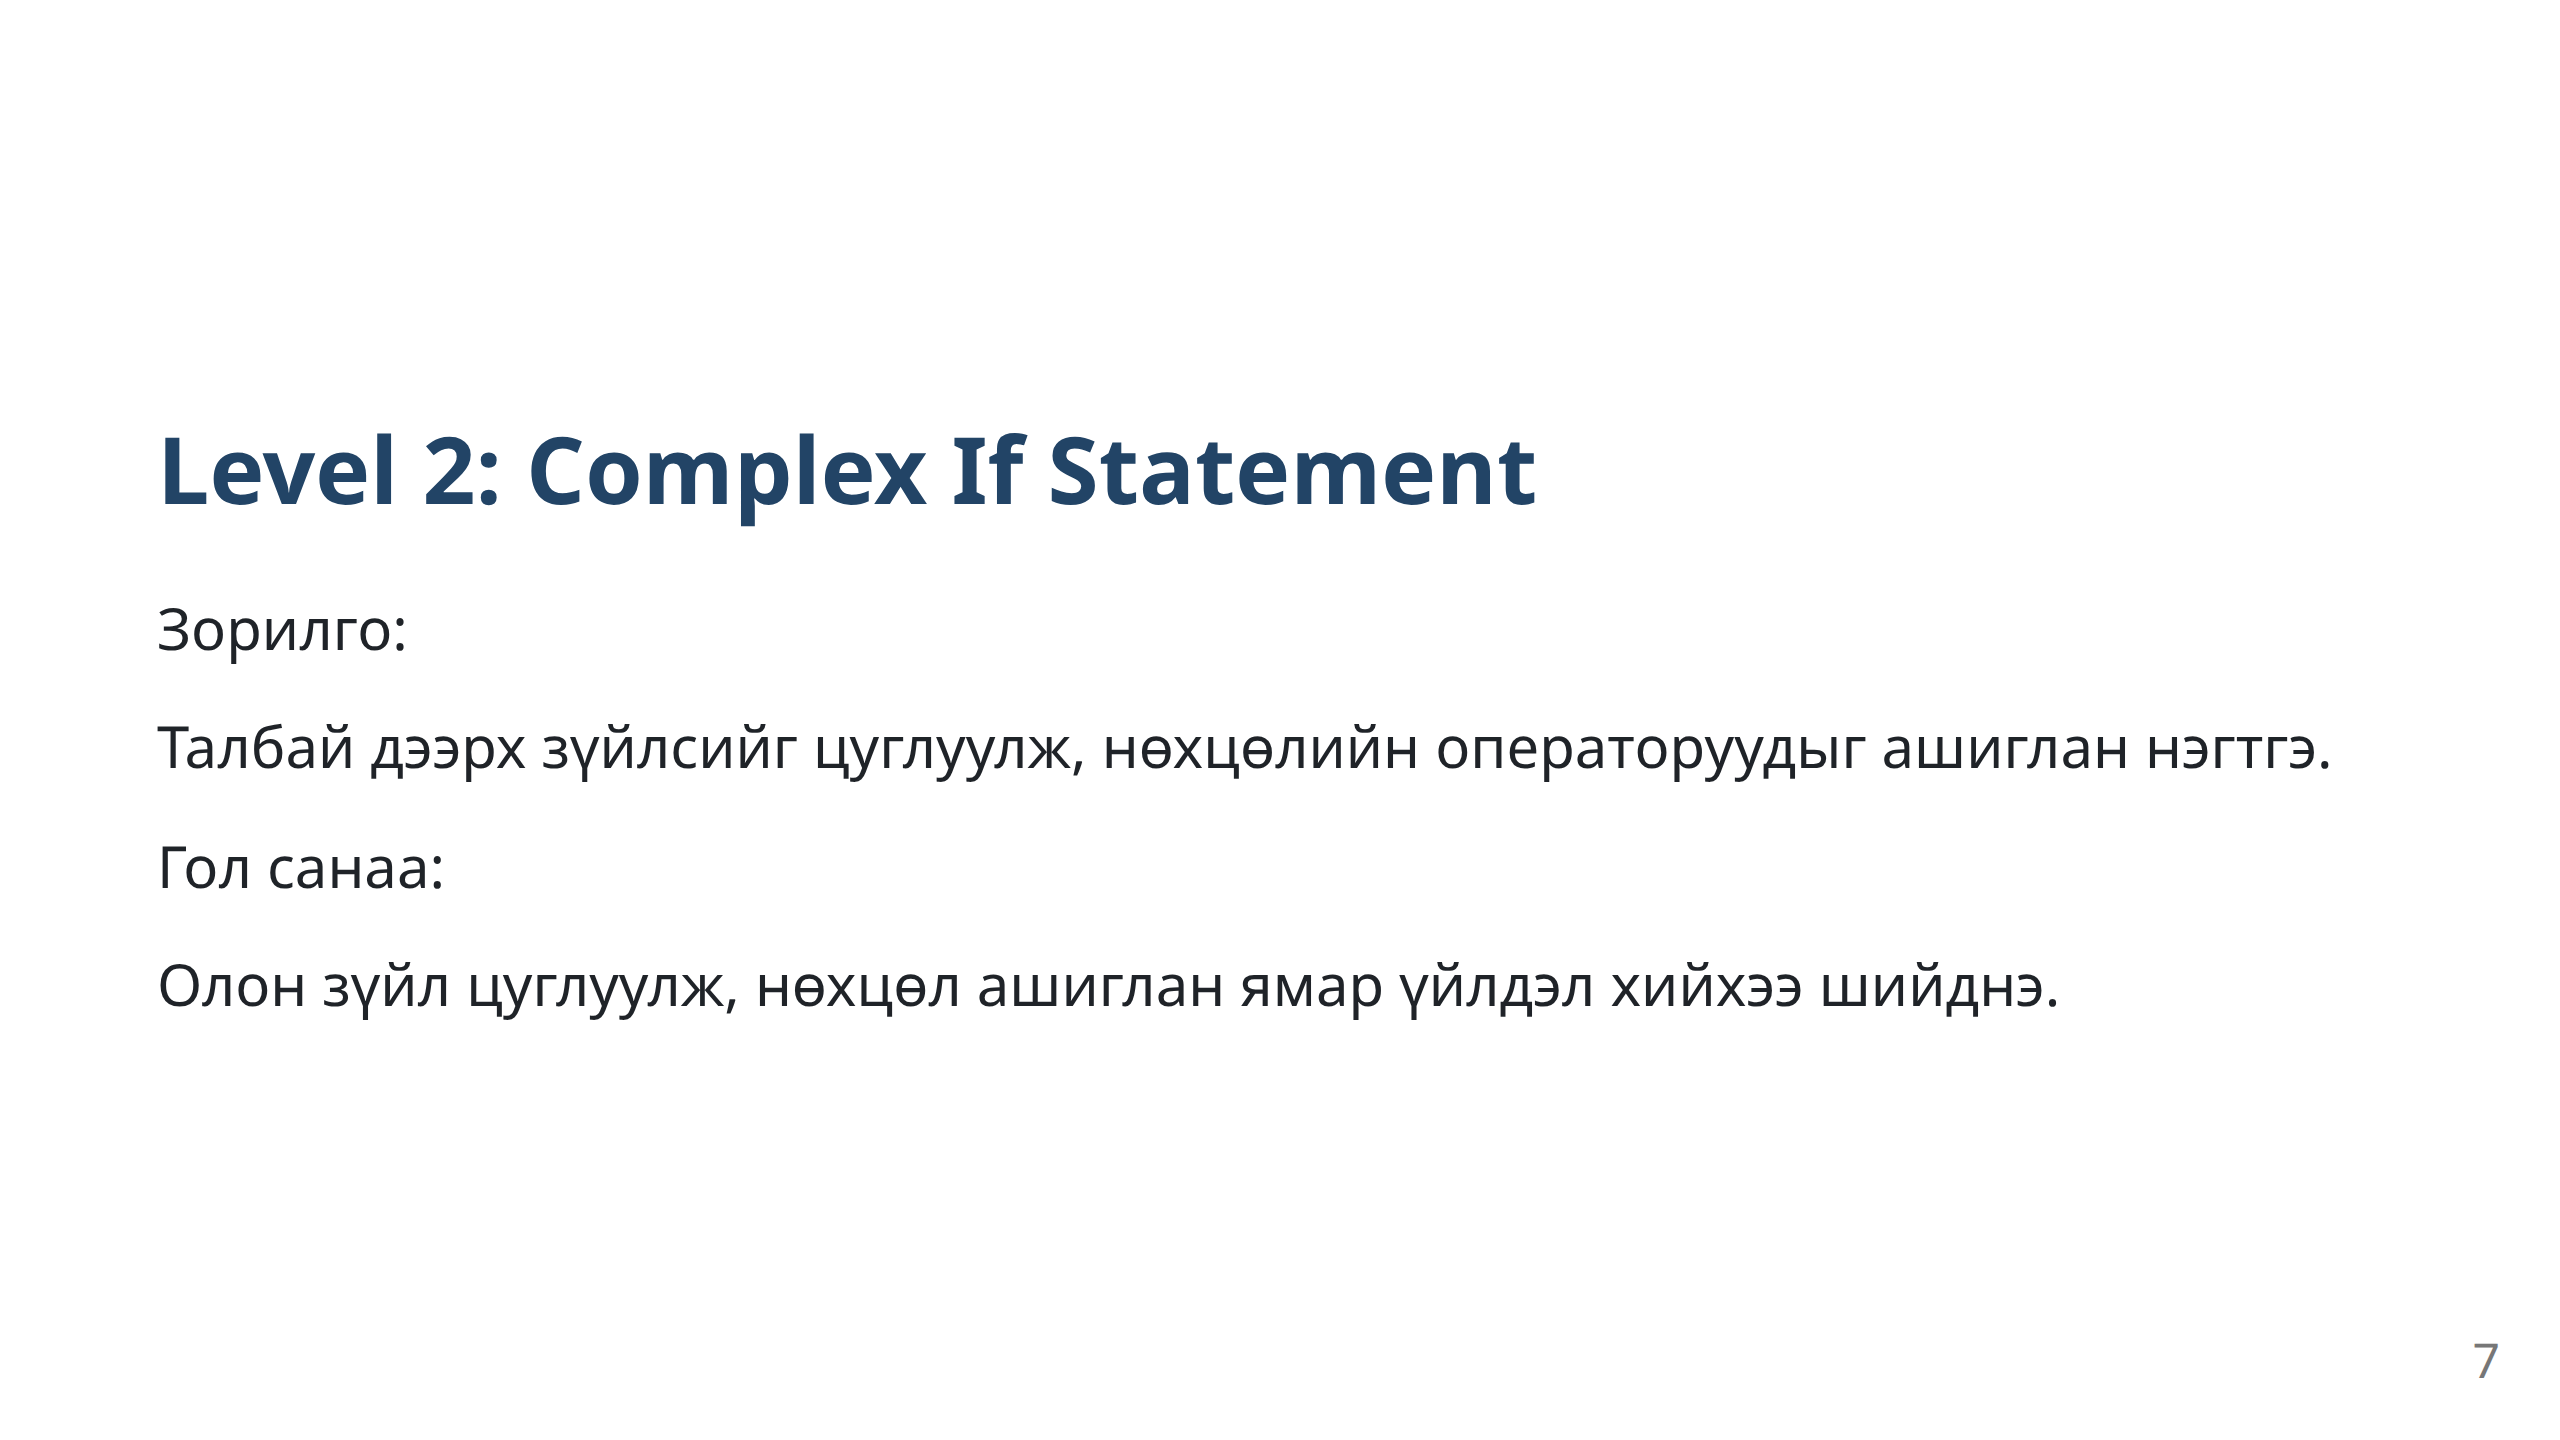 Level 2: Complex If Statement
Зорилго:
Талбай дээрх зүйлсийг цуглуулж, нөхцөлийн операторуудыг ашиглан нэгтгэ.
Гол санаа:
Олон зүйл цуглуулж, нөхцөл ашиглан ямар үйлдэл хийхээ шийднэ.
7